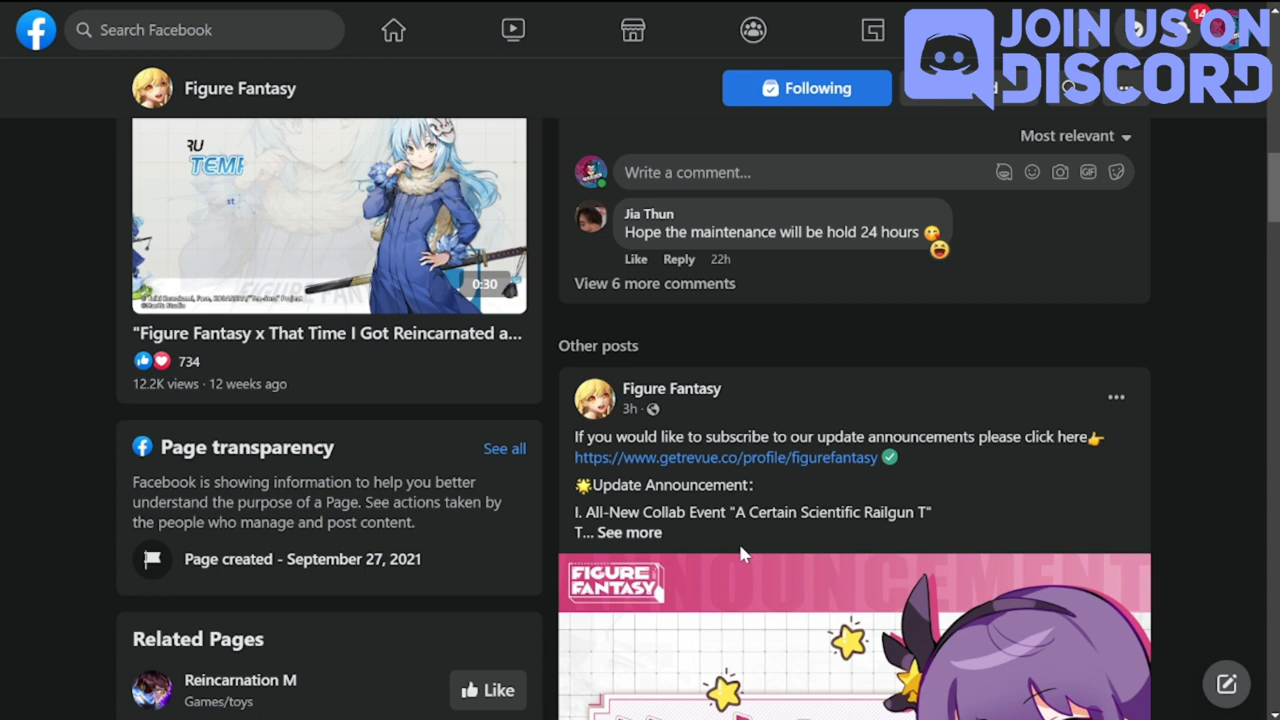 Search Facebook
14
JOIN US ON
DISCORD
Figure Fantasy
Following
RU
TEMP
st
0:30
"Figure Fantasy x That Time I Got Reincarnated a...
734
12.2K views · 12 weeks ago
Page transparency
See all
Facebook is showing information to help you better
understand the purpose of a Page. See actions taken by
the people who manage and post content.
Page created - September 27, 2021
Related Pages
Reincarnation M
Games/toys
Like
Most relevant
Write a comment...
GIF
Jia Thun
Hope the maintenance will be hold 24 hours
Like Reply 22h
View 6 more comments
Other posts
Figure Fantasy
3h ·
If you would like to subscribe to our update announcements please click here
https://www.getrevue.co/profile/figurefantasy
Update Announcement:
I. All-New Collab Event "A Certain Scientific Railgun T"
T... See more
FIGURE
FANTASY
ANNOUNCEMENT